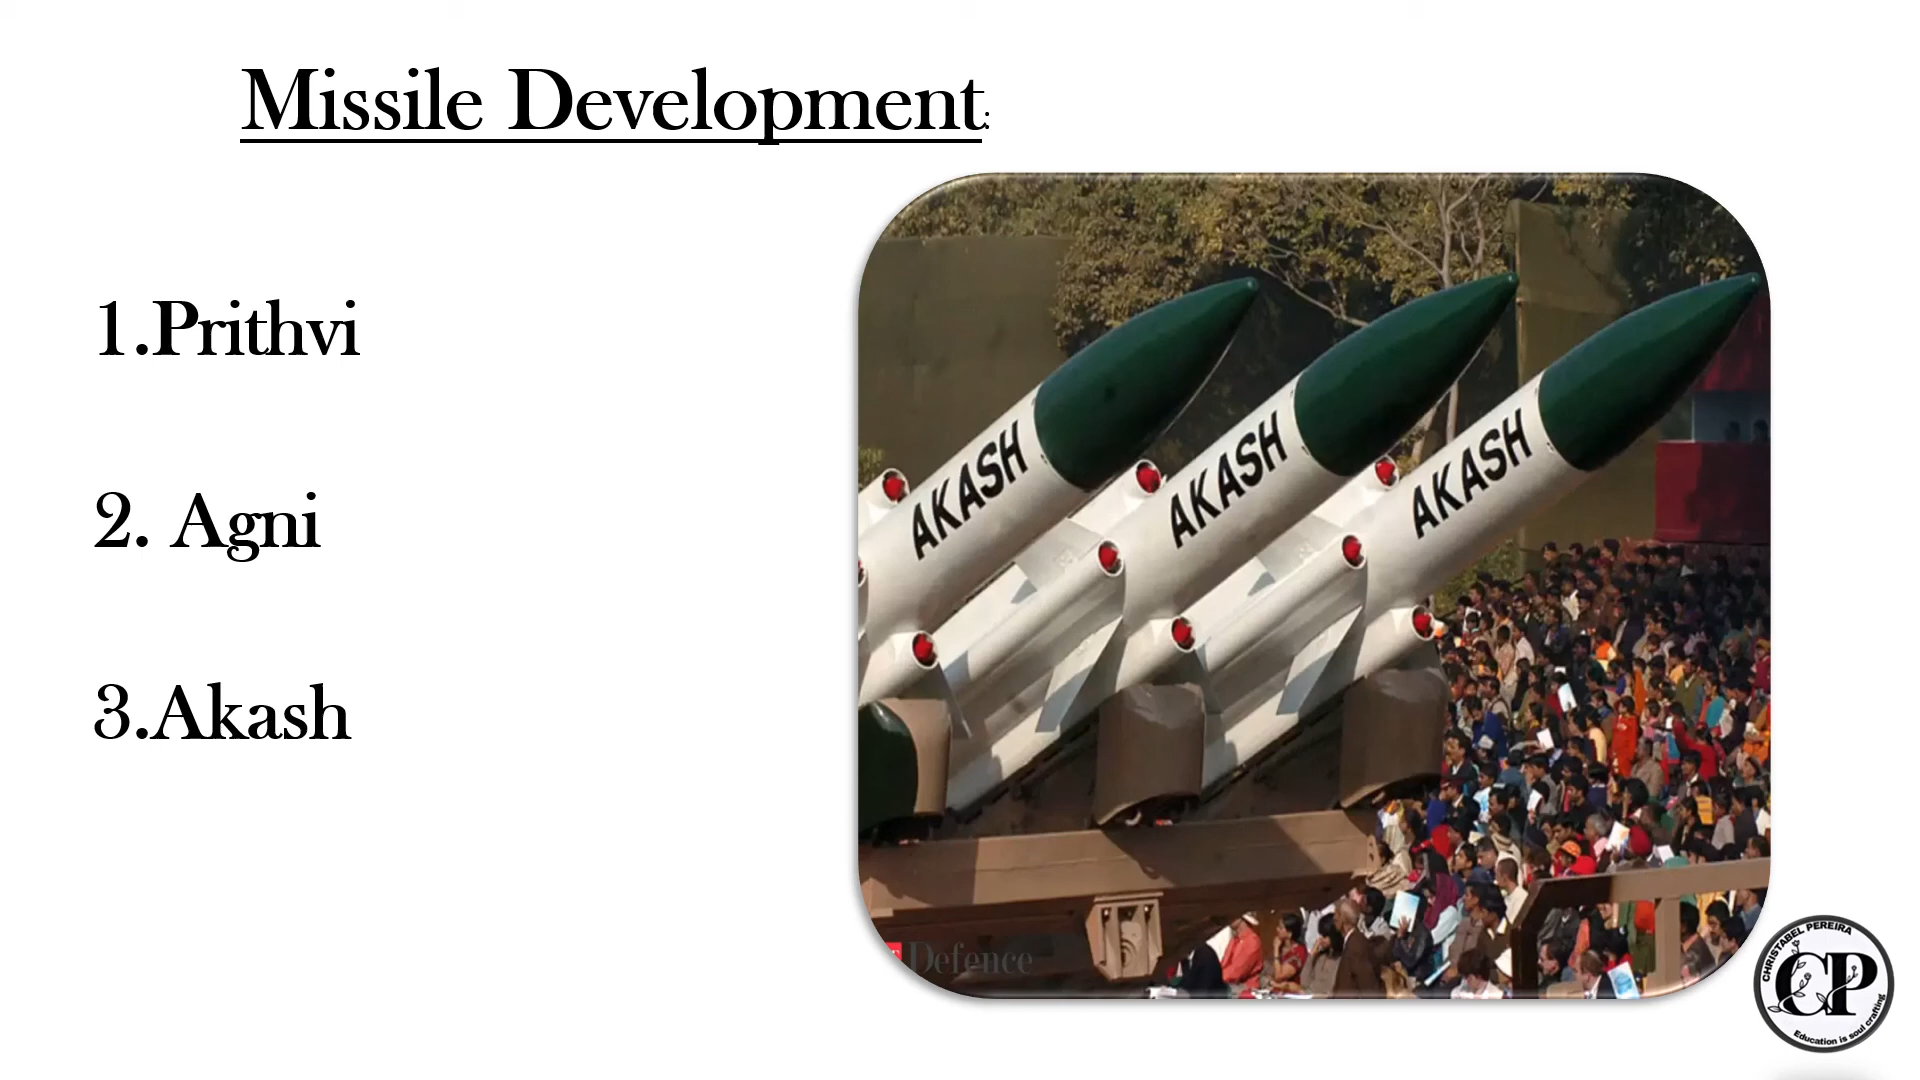 Missile Development:
1.Prithvi
2. Agni
3.Akash
AKASH
AKASH
AKASH
Defence
CHRISTABEL PEREIRA
CP
Education is soul crafting